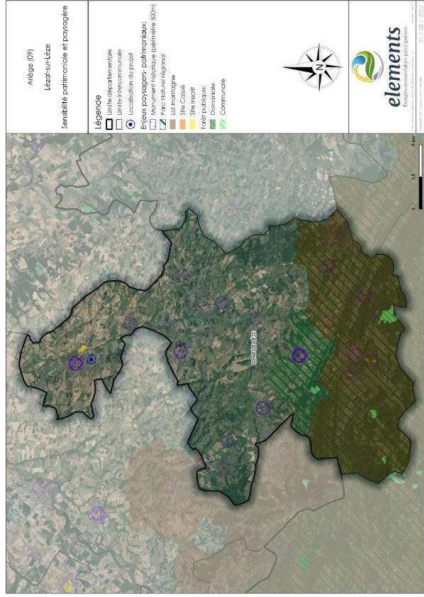 Ariège (09)
Lézat-sur-Lèze
Sensibilité patrimoniale et paysagère
Légende
Limite départementale
Limite intercommunale
Localisation du projet
Enjeux paysagers- patrimoniaux:
Monument historique (périmètre 500m)
Parc Naturel régional
Loi montagne
Site Classé
Site Inscrit
Forêt publique:
Domaniale
Communale
N
elements